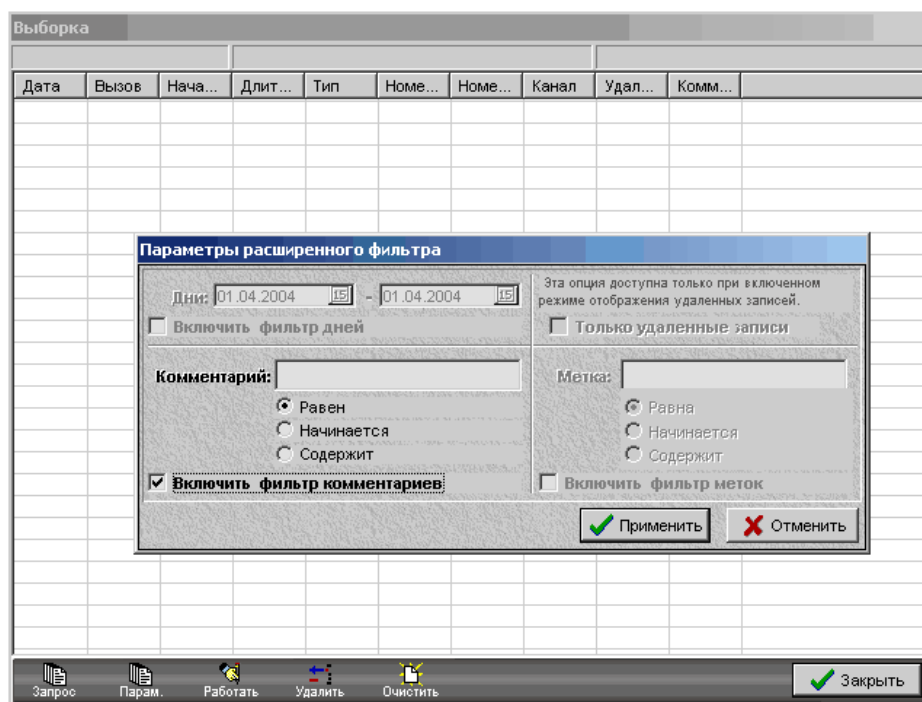 Выборка
Дата Вызов Нача... Длит... Тип Номе... Номе... Канал Удал... Комм...
Параметры расширенного фильтра
Дни: 01.04.2004 15 - 01.04.2004 15
Включить фильтр дней
Эта опция доступна только при включенном
режиме отображения удаленных записей.
Только удаленные записи
Комментарий:
Равен
Начинается
Содержит
Включить фильтр комментариев
Метка:
Равна
Начинается
Содержит
Включить фильтр меток
Применить Отменить
Запрос Парам. Работать Удалить Очистить Закрыть